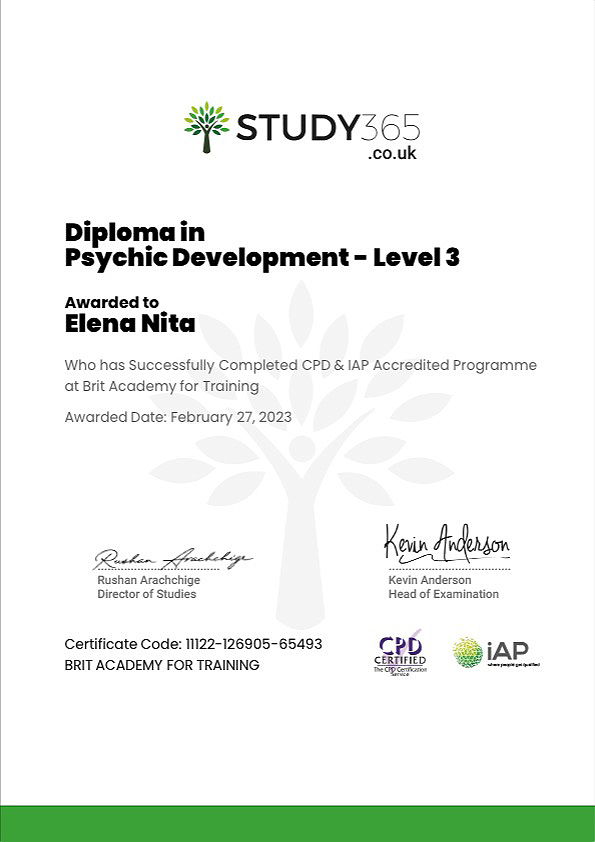 STUDY365
.co.uk
Diploma in
Psychic Development - Level 3
Awarded to
Elena Nita
Who has Successfully Completed CPD & IAP Accredited Programme
at Brit Academy for Training
Awarded Date: February 27, 2023
Rushan Arachchige
Kevin Anderson
Rushan Arachchige
Director of Studies
Kevin Anderson
Head of Examination
Certificate Code: 11122-126905-65493
BRIT ACADEMY FOR TRAINING
CPD
CERTIFIED
The CPD Certification
Service
iAP
where people get qualified